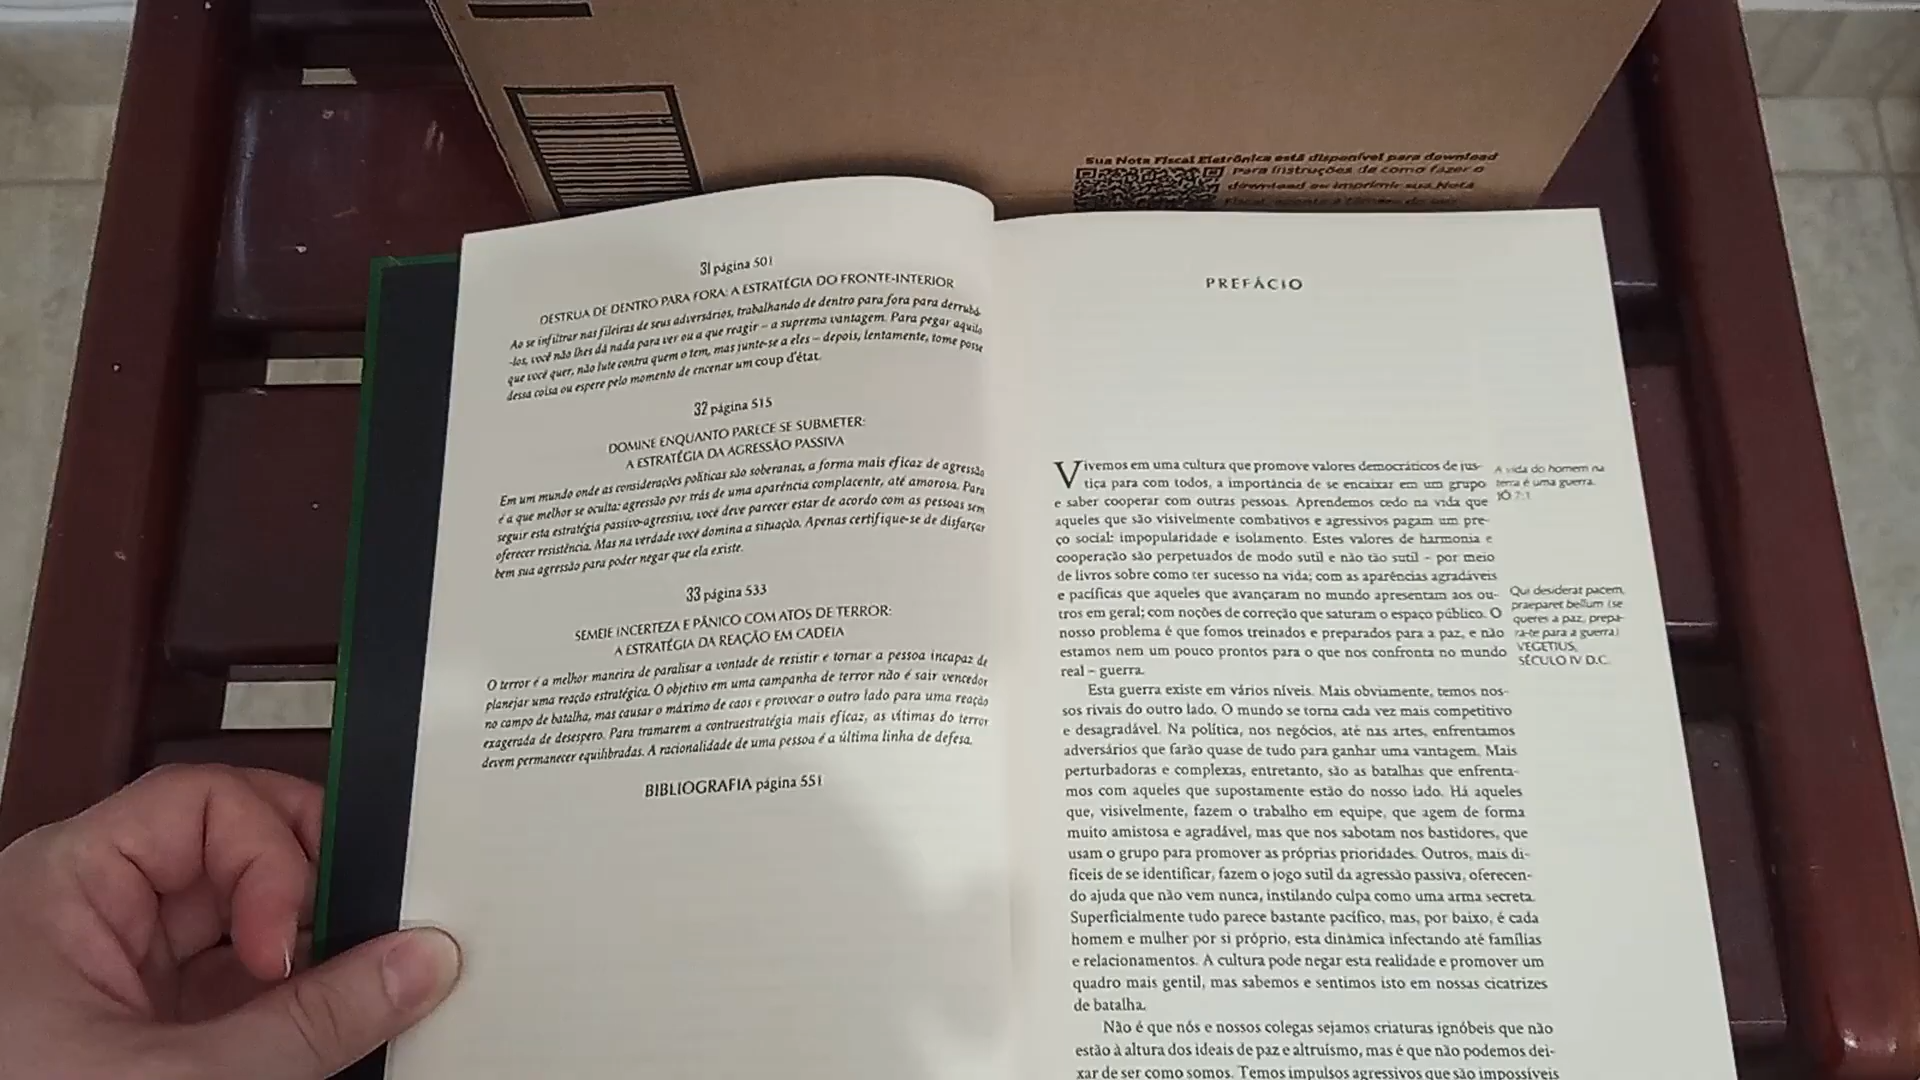 Sua Nota Fiscal Eletrônica está disponível para download
Para instruções de como fazer o
download ou imprimir sua Nota
31 página 501
DESTRUA DE DENTRO PARA FORA: A ESTRATÉGIA DO FRONTE-INTERIOR
Ao se infiltrar nas fileiras de seus adversários, trabalhando de dentro para fora para derrubá-
-los, você não lhes dá nada para ver ou a que reagir – a suprema vantagem. Para pegar aquilo
que você quer, não lute contra quem o tem, mas junte-se a eles – depois, lentamente, tome posse
dessa coisa ou espere pelo momento de encenar um coup d'état.
32 página 515
DOMINE ENQUANTO PARECE SE SUBMETER:
A ESTRATÉGIA DA AGRESSÃO PASSIVA
Em um mundo onde as considerações políticas são soberanas, a forma mais eficaz de agressão
é a que melhor se oculta: agressão por trás de uma aparência complacente, até amorosa. Para
seguir esta estratégia passivo-agressiva, você deve parecer estar de acordo com as pessoas sem
oferecer resistência. Mas na verdade você domina a situação. Apenas certifique-se de disfarçar
bem sua agressão para poder negar que ela existe.
33 página 533
SEMEIE INCERTEZA E PÂNICO COM ATOS DE TERROR:
A ESTRATÉGIA DA REAÇÃO EM CADEIA
O terror é a melhor maneira de paralisar a vontade de resistir e tornar a pessoa incapaz de
planejar uma reação estratégica. O objetivo em uma campanha de terror não é sair vencedor
no campo de batalha, mas causar o máximo de caos e provocar o outro lado para uma reação
exagerada de desespero. Para tramarem a contraestratégia mais eficaz, as vítimas do terror
devem permanecer equilibradas. A racionalidade de uma pessoa é a última linha de defesa.
BIBLIOGRAFIA página 551
PREFÁCIO
Vivemos em uma cultura que promove valores democráticos de jus-
tiça para com todos, a importância de se encaixar em um grupo
e saber cooperar com outras pessoas. Aprendemos cedo na vida que
aqueles que são visivelmente combativos e agressivos pagam um pre-
ço social: impopularidade e isolamento. Estes valores de harmonia e
cooperação são perpetuados de modo sutil e não tão sutil – por meio
de livros sobre como ter sucesso na vida; com as aparências agradáveis
e pacíficas que aqueles que avançaram no mundo apresentam aos ou-
tros em geral; com noções de correção que saturam o espaço público. O
nosso problema é que fomos treinados e preparados para a paz, e não
estamos nem um pouco prontos para o que nos confronta no mundo
real – guerra.
Esta guerra existe em vários níveis. Mais obviamente, temos nos-
sos rivais do outro lado. O mundo se torna cada vez mais competitivo
e desagradável. Na política, nos negócios, até nas artes, enfrentamos
adversários que farão quase de tudo para ganhar uma vantagem. Mais
perturbadoras e complexas, entretanto, são as batalhas que enfrenta-
mos com aqueles que supostamente estão do nosso lado. Há aqueles
que, visivelmente, fazem o trabalho em equipe, que agem de forma
muito amistosa e agradável, mas que nos sabotam nos bastidores, que
usam o grupo para promover as próprias prioridades. Outros, mais di-
fíceis de se identificar, fazem o jogo sutil da agressão passiva, oferecen-
do ajuda que não vem nunca, instilando culpa como uma arma secreta.
Superficialmente tudo parece bastante pacífico, mas, por baixo, é cada
homem e mulher por si próprio, esta dinâmica infectando até famílias
e relacionamentos. A cultura pode negar esta realidade e promover um
quadro mais gentil, mas sabemos e sentimos isto em nossas cicatrizes
de batalha.
Não é que nós e nossos colegas sejamos criaturas ignóbeis que não
estão à altura dos ideais de paz e altruísmo, mas é que não podemos dei-
xar de ser como somos. Temos impulsos agressivos que são impossíveis
A vida do homem na
terra é uma guerra.
JÓ 7:1
Qui desiderat pacem,
praeparet bellum (se
queres a paz, prepa-
ra-te para a guerra)
VEGETIUS,
SÉCULO IV D.C.